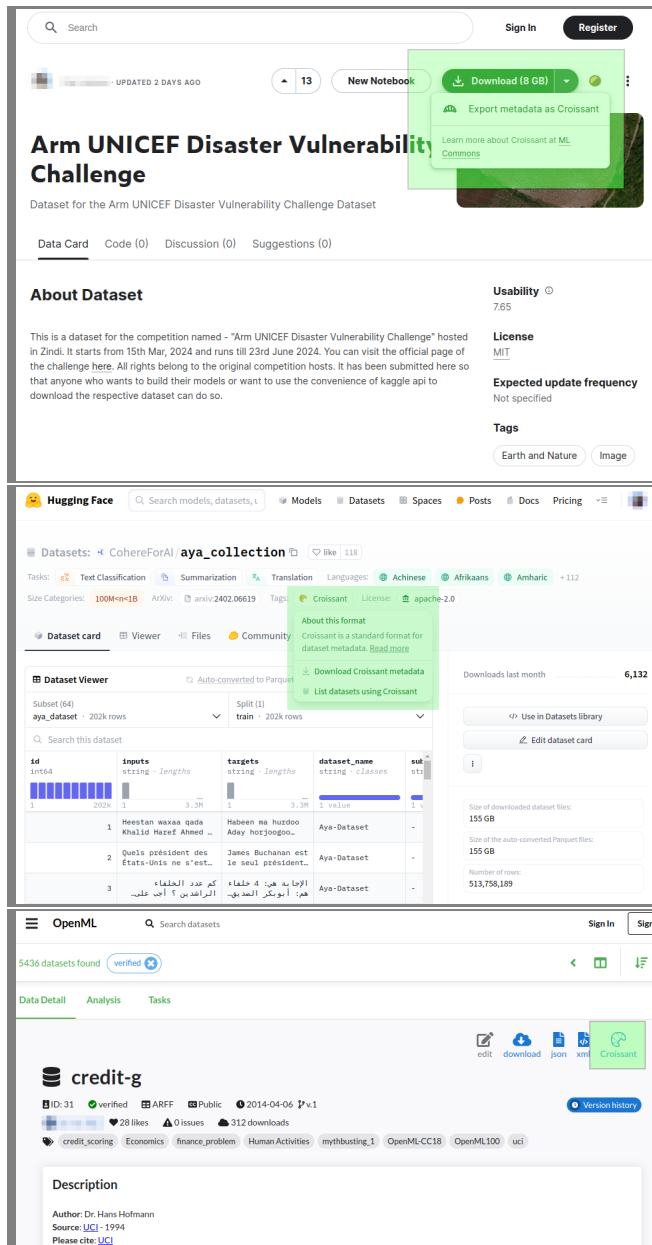 Search
Sign In
Register
UPDATED 2 DAYS AGO
13
New Notebook
Download (8 GB)
Export metadata as Croissant
Learn more about Croissant at ML
Commons
Arm UNICEF Disaster Vulnerability
Challenge
Dataset for the Arm UNICEF Disaster Vulnerability Challenge Dataset
Data Card Code (0) Discussion (0) Suggestions (0)
About Dataset
This is a dataset for the competition named - "Arm UNICEF Disaster Vulnerability Challenge" hosted
in Zindi. It starts from 15th Mar, 2024 and runs till 23rd June 2024. You can visit the official page of
the challenge here. All rights belong to the original competition hosts. It has been submitted here so
that anyone who wants to build their models or want to use the convenience of kaggle api to
download the respective dataset can do so.
Usability
7.65
License
MIT
Expected update frequency
Not specified
Tags
Earth and Nature Image
Hugging Face Search models, datasets, u Models Datasets Spaces Posts Docs Pricing
Datasets: CohereForAI/aya_collection like 118
Tasks: Text Classification Summarization Translation Languages: Achinese Afrikaans Amharic +112
Size Categories: 100M<n<1B ArXiv: arxiv:2402.06619 Tags: Croissant License: apache-2.0
About this format
Croissant is a standard format for
dataset metadata. Read more
Download Croissant metadata
List datasets using Croissant
Dataset card Viewer Files Community
Dataset Viewer Auto-converted to Parquet
Subset (64)
aya_dataset · 202k rows
Split (1)
train · 202k rows
Search this dataset
id
int64
inputs
string · lengths
targets
string · lengths
dataset_name
string · classes
1 202k
1 3.3M
1 3.3M
1 value
1
Heestan waxaa qada
Khalid Haref Ahmed …
Habeen ma hurdoo
Aday horjoogoo…
Aya-Dataset
-
2
Quels président des
États-Unis ne s'est…
James Buchanan est
le seul président…
Aya-Dataset
-
3
كم عدد الخلفاء
الراشدين ؟ أجب على…
الإجابة هي: 4 خلفاء
هم: أبوبكر الصديق…
Aya-Dataset
-
Downloads last month 6,132
Use in Datasets library
Edit dataset card
Size of downloaded dataset files:
155 GB
Size of the auto-converted Parquet files:
155 GB
Number of rows:
513,758,189
OpenML Search datasets Sign In Sign
5436 datasets found verified
Data Detail Analysis Tasks
edit download json xml Croissant
credit-g
ID: 31 verified ARFF Public 2014-04-06 v.1
Version history
28 likes 0 issues 312 downloads
credit_scoring Economics finance_problem Human Activities mythbusting_1 OpenML-CC18 OpenML100 uci
Description
Author: Dr. Hans Hofmann
Source: UCI - 1994
Please cite: UCI